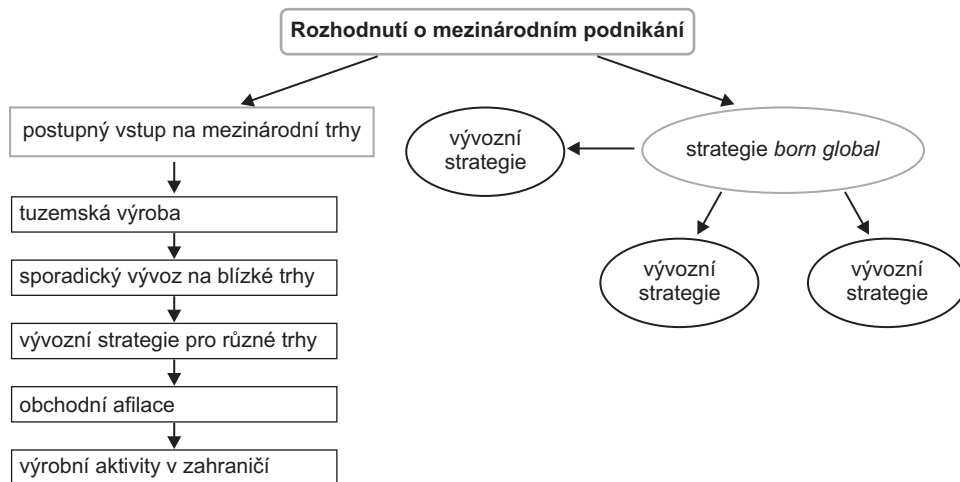 Rozhodnutí o mezinárodním podnikání
postupný vstup na mezinárodní trhy
tuzemská výroba
sporadický vývoz na blízké trhy
vývozní strategie pro různé trhy
obchodní afilace
výrobní aktivity v zahraničí
vývozní
strategie
strategie born global
vývozní
strategie
vývozní
strategie